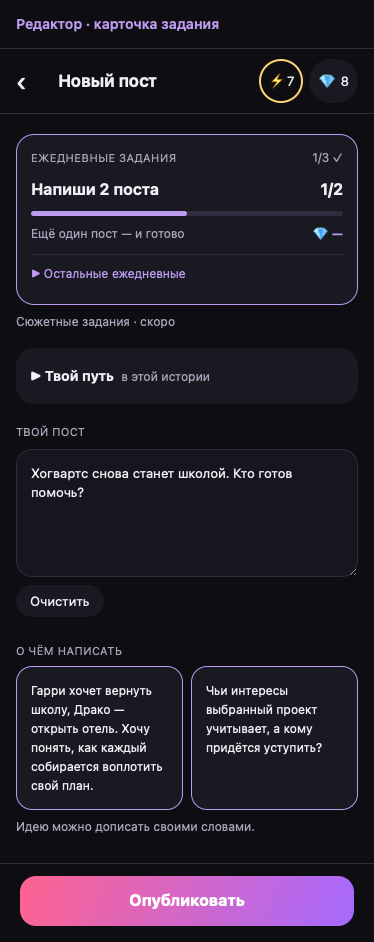 Редактор · карточка задания
‹ Новый пост ⚡ 7 💎 8
ЕЖЕДНЕВНЫЕ ЗАДАНИЯ 1/3 ✓
Напиши 2 поста 1/2
Ещё один пост — и готово 💎 —
▶ Остальные ежедневные
Сюжетные задания · скоро
▶ Твой путь в этой истории
ТВОЙ ПОСТ
Хогвартс снова станет школой. Кто готов
помочь?
Очистить
О ЧЁМ НАПИСАТЬ
Гарри хочет вернуть
школу, Драко —
открыть отель. Хочу
понять, как каждый
собирается воплотить
свой план.
Чьи интересы
выбранный проект
учитывает, а кому
придётся уступить?
Идею можно дописать своими словами.
Опубликовать